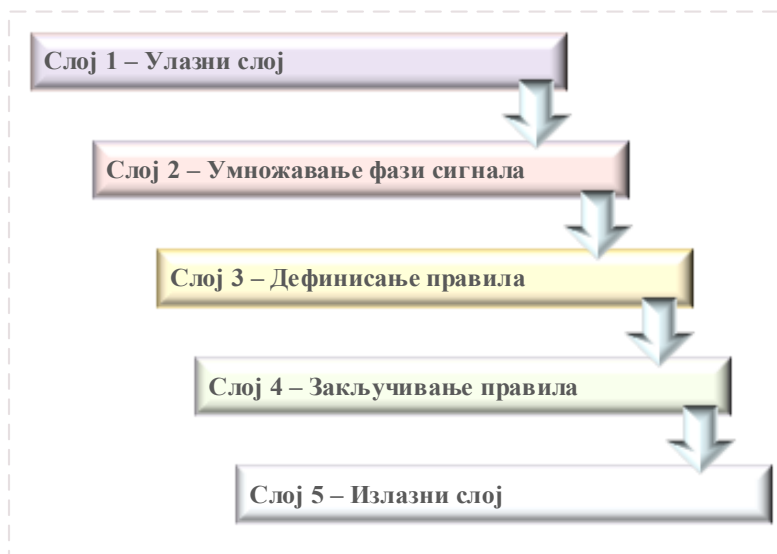 Слој 1 – Улазни слој
Слој 2 – Умножавање фази сигнала
Слој 3 – Дефинисање правила
Слој 4 – Закључивање правила
Слој 5 – Излазни слој